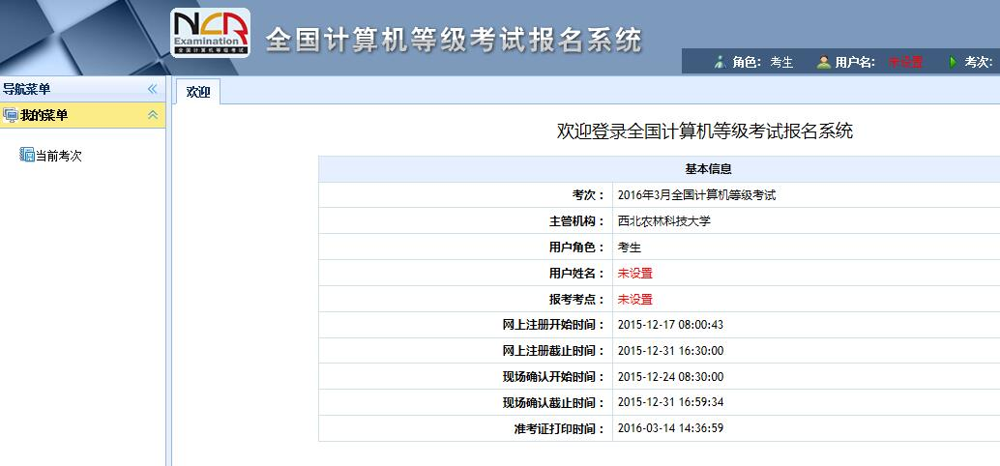 NCR
Examination
全国计算机等级考试
全国计算机等级考试报名系统
角色： 考生 用户名： 未设置 考次：
导航菜单
我的菜单
当前考次
欢迎
欢迎登录全国计算机等级考试报名系统
基本信息
考次： 2016年3月全国计算机等级考试
主管机构： 西北农林科技大学
用户角色： 考生
用户姓名： 未设置
报考考点： 未设置
网上注册开始时间： 2015-12-17 08:00:43
网上注册截止时间： 2015-12-31 16:30:00
现场确认开始时间： 2015-12-24 08:30:00
现场确认截止时间： 2015-12-31 16:59:34
准考证打印时间： 2016-03-14 14:36:59